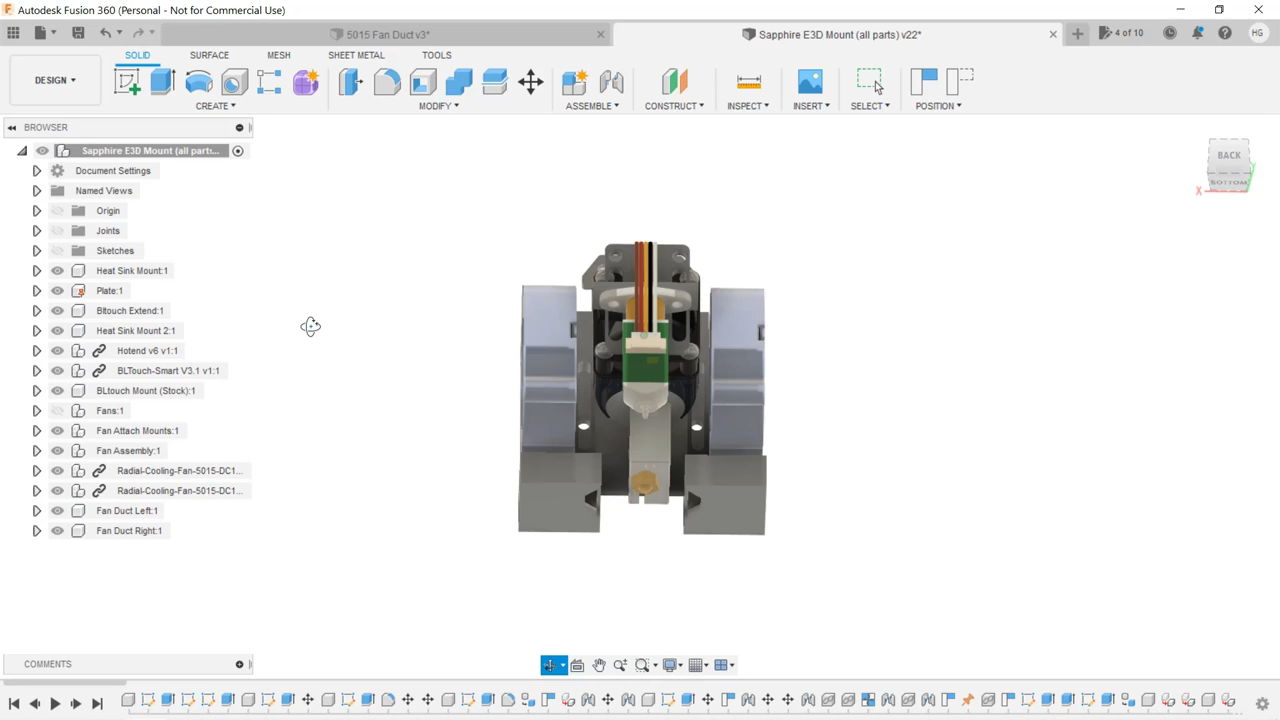 Autodesk Fusion 360 (Personal - Not for Commercial Use)
5015 Fan Duct v3*
Sapphire E3D Mount (all parts) v22*
4 of 10
HG
DESIGN
SOLID
SURFACE
MESH
SHEET METAL
TOOLS
CREATE
MODIFY
ASSEMBLE
CONSTRUCT
INSPECT
INSERT
SELECT
POSITION
BROWSER
Sapphire E3D Mount (all parts...
Document Settings
Named Views
Origin
Joints
Sketches
Heat Sink Mount:1
Plate:1
Bltouch Extend:1
Heat Sink Mount 2:1
Hotend v6 v1:1
BLTouch-Smart V3.1 v1:1
BLtouch Mount (Stock):1
Fans:1
Fan Attach Mounts:1
Fan Assembly:1
Radial-Cooling-Fan-5015-DC1...
Radial-Cooling-Fan-5015-DC1...
Fan Duct Left:1
Fan Duct Right:1
BACK
BOTTOM
X
COMMENTS